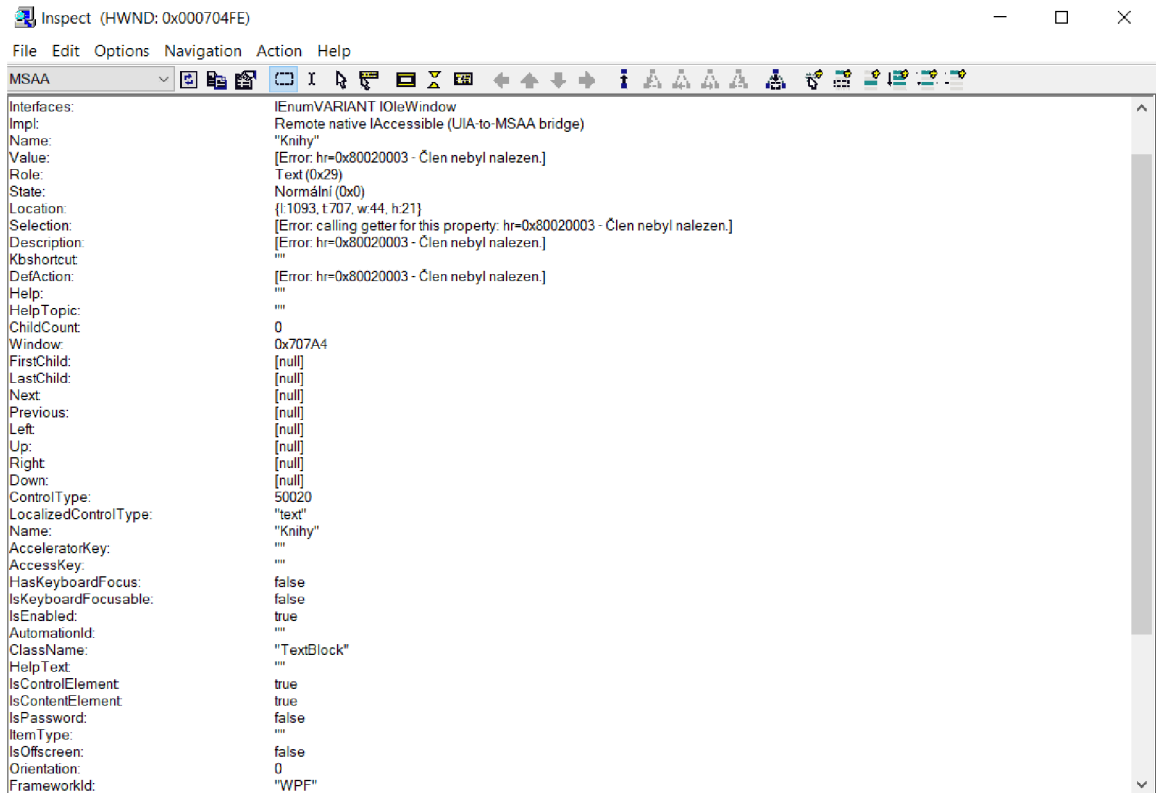 Inspect (HWND: 0x000704FE)
File Edit Options Navigation Action Help
MSAA
Interfaces: IEnumVARIANT IOleWindow
Impl: Remote native IAccessible (UIA-to-MSAA bridge)
Name: "Knihy"
Value: [Error: hr=0x80020003 - Člen nebyl nalezen.]
Role: Text (0x29)
State: Normální (0x0)
Location: {l:1093, t:707, w:44, h:21}
Selection: [Error: calling getter for this property: hr=0x80020003 - Člen nebyl nalezen.]
Description: [Error: hr=0x80020003 - Člen nebyl nalezen.]
Kbshortcut: ""
DefAction: [Error: hr=0x80020003 - Člen nebyl nalezen.]
Help: ""
HelpTopic: ""
ChildCount: 0
Window: 0x707A4
FirstChild: [null]
LastChild: [null]
Next: [null]
Previous: [null]
Left: [null]
Up: [null]
Right: [null]
Down: [null]
ControlType: 50020
LocalizedControlType: "text"
Name: "Knihy"
AcceleratorKey: ""
AccessKey: ""
HasKeyboardFocus: false
IsKeyboardFocusable: false
IsEnabled: true
AutomationId: ""
ClassName: "TextBlock"
HelpText: ""
IsControlElement: true
IsContentElement: true
IsPassword: false
ItemType: ""
IsOffscreen: false
Orientation: 0
FrameworkId: "WPF"